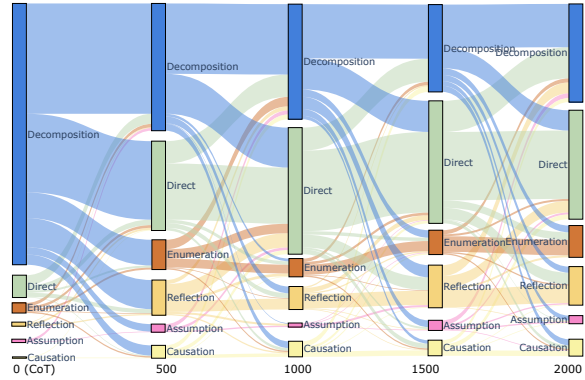 Decomposition
Direct
Enumeration
Reflection
Assumption
Causation
Decomposition
Direct
Enumeration
Reflection
Assumption
Causation
Decomposition
Direct
Enumeration
Reflection
Assumption
Causation
Decomposition
Direct
Enumeration
Reflection
Assumption
Causation
Decomposition
Direct
Enumeration
Reflection
Assumption
Causation
0 (CoT) 500 1000 1500 2000